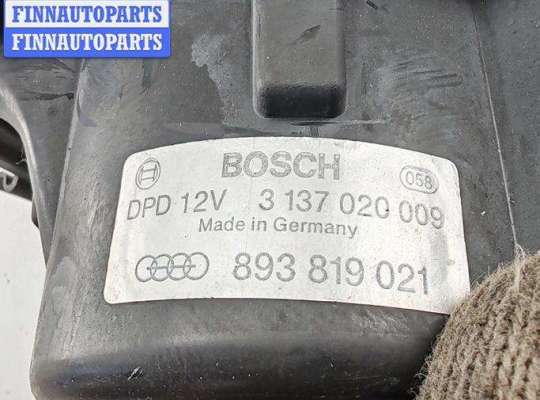 FINNAUTOPARTS
FINNAUTOPARTS
BOSCH
058
DPD 12V 3 137 020 009
Made in Germany
893 819 021